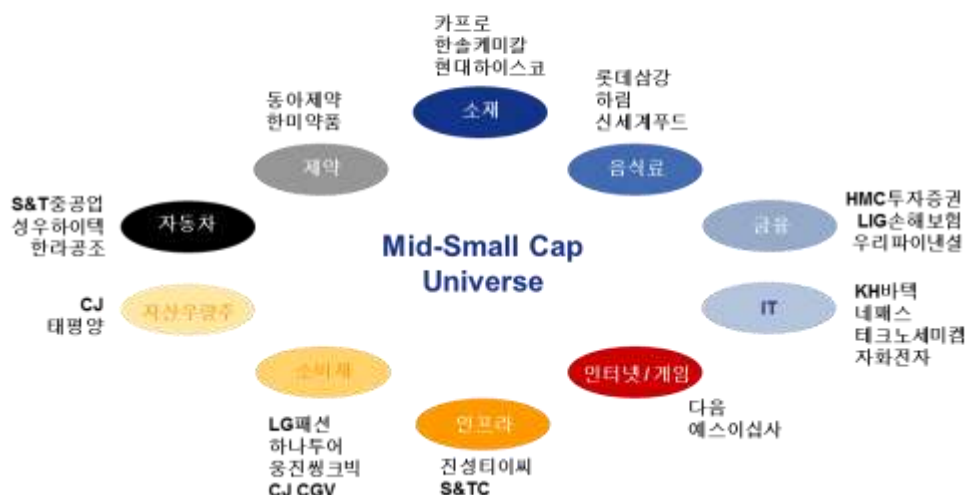 카프로
한솔케미칼
현대하이스코
소재
롯데삼강
하림
신세계푸드
음식료
동아제약
한미약품
제약
HMC투자증권
LIG손해보험
우리파이낸셜
금융
S&T중공업
성우하이텍
한라공조
자동차
Mid-Small Cap
Universe
CJ
태평양
자산우량주
KH바텍
네패스
테크노세미켐
자화전자
IT
소비재
LG패션
하나투어
웅진씽크빅
CJ CGV
인프라
진성티이씨
S&TC
인터넷/게임
다음
예스이십사